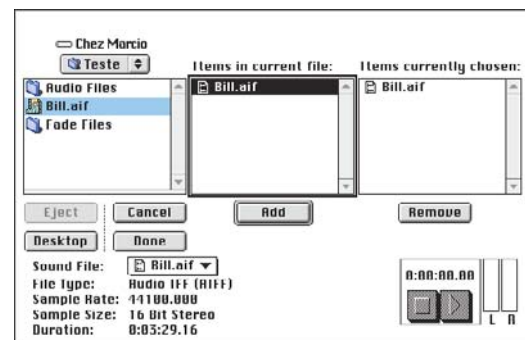 Chez Marcio
Teste
Items in current file:
Items currently chosen:
Audio Files
Bill.aif
Fade Files
Bill.aif
Bill.aif
Eject
Cancel
Add
Remove
Desktop
Done
Sound File: Bill.aif
File Type: Audio IFF (AIFF)
Sample Rate: 44100.000
Sample Size: 16 Bit Stereo
Duration: 0:03:29.16
0:00:00.00
L R